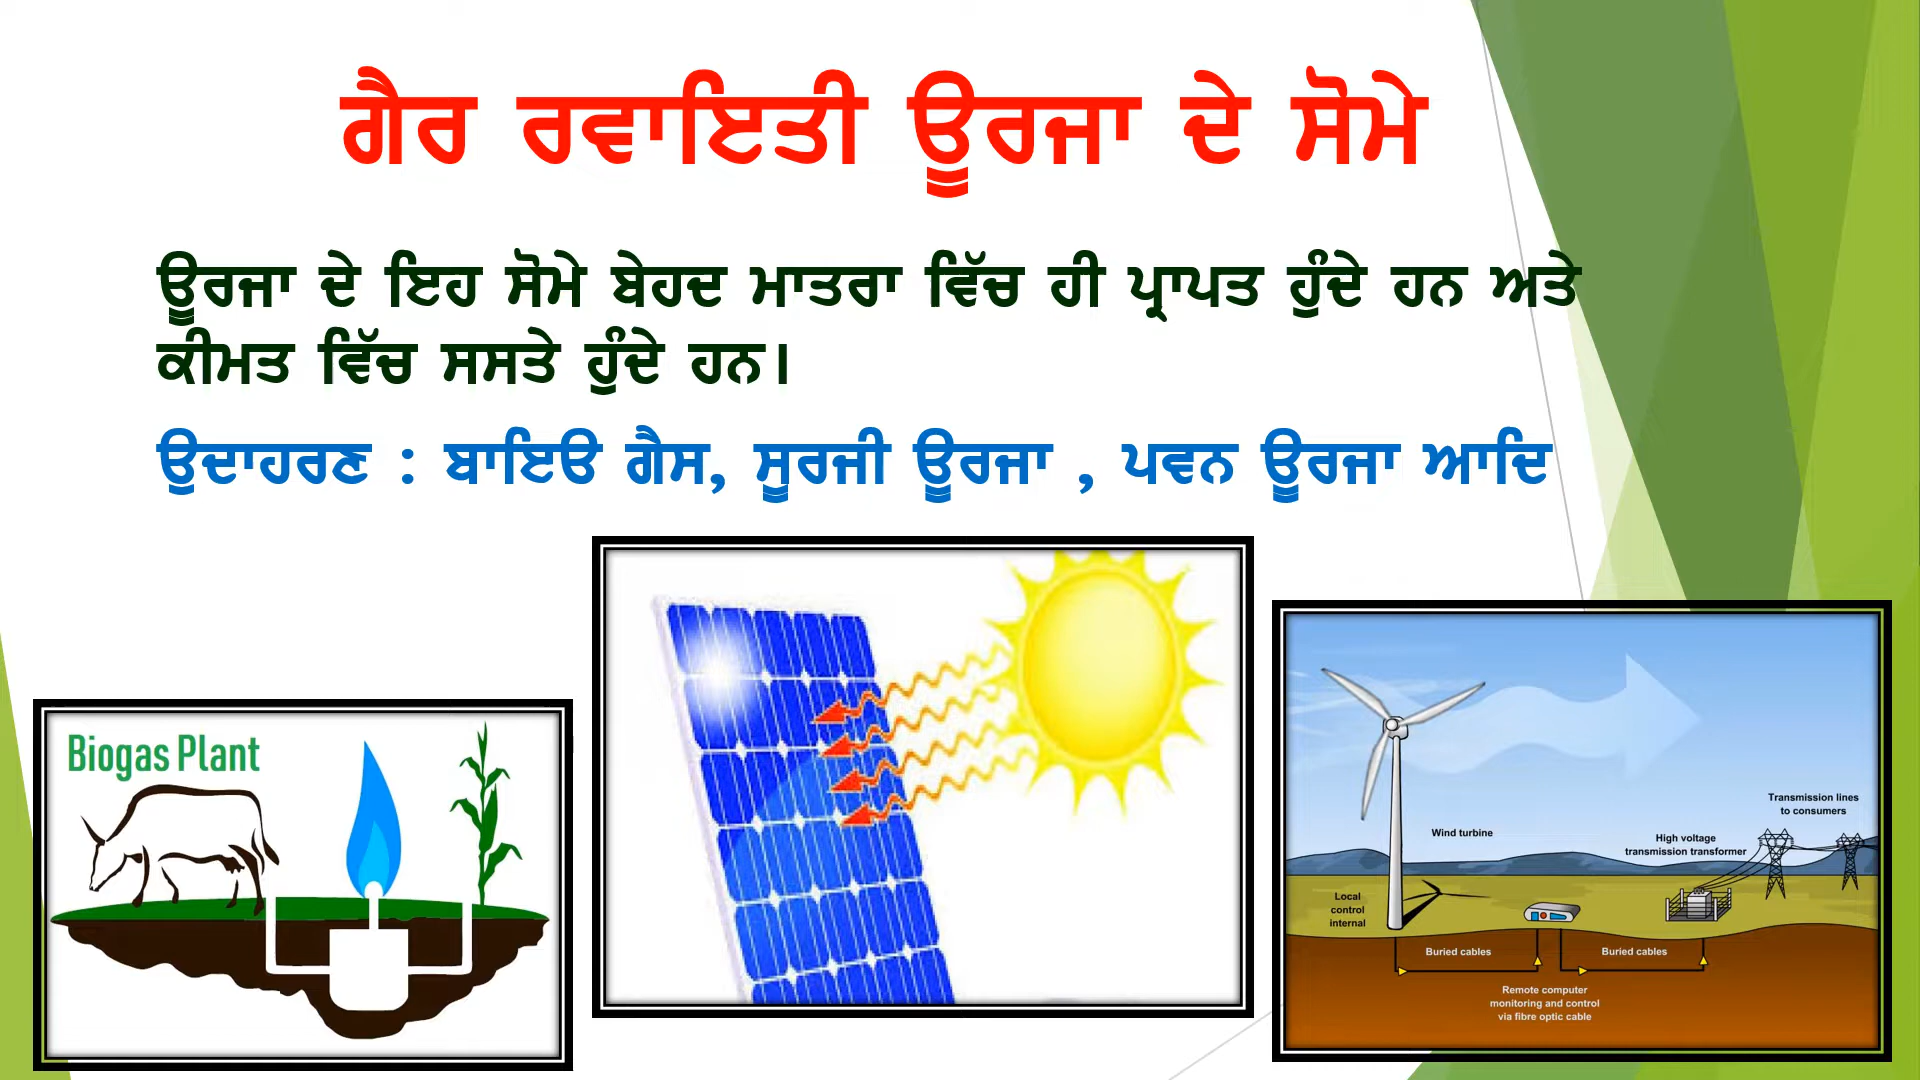 ਗੈਰ ਰਵਾਇਤੀ ਊਰਜਾ ਦੇ ਸੋਮੇ
ਊਰਜਾ ਦੇ ਇਹ ਸੋਮੇ ਬੇਹਦ ਮਾਤਰਾ ਵਿੱਚ ਹੀ ਪ੍ਰਾਪਤ ਹੁੰਦੇ ਹਨ ਅਤੇ
ਕੀਮਤ ਵਿੱਚ ਸਸਤੇ ਹੁੰਦੇ ਹਨ।
ਉਦਾਹਰਣ : ਬਾਇਓ ਗੈਸ, ਸੂਰਜੀ ਊਰਜਾ , ਪਵਨ ਊਰਜਾ ਆਦਿ
Biogas Plant
Transmission lines
to consumers
Wind turbine
High voltage
transmission transformer
Local
control
internal
Buried cables
Buried cables
Remote computer
monitoring and control
via fibre optic cable